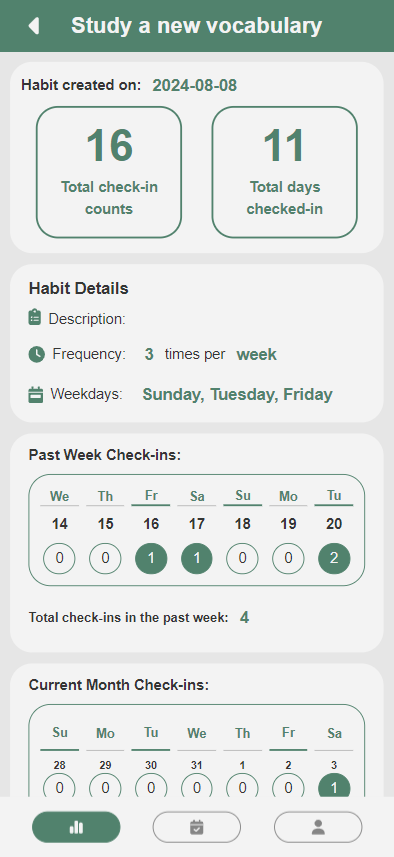 Study a new vocabulary
Habit created on: 2024-08-08
16 11
Total check-in Total days
counts checked-in
Habit Details
Description:
Frequency: 3 times per week
Weekdays: Sunday, Tuesday, Friday
Past Week Check-ins:
We Th Fr Sa Su Mo Tu
14 15 16 17 18 19 20
0 0 1 1 0 0 2
Total check-ins in the past week: 4
Current Month Check-ins:
Su Mo Tu We Th Fr Sa
28 29 30 31 1 2 3
0 0 0 0 0 0 1